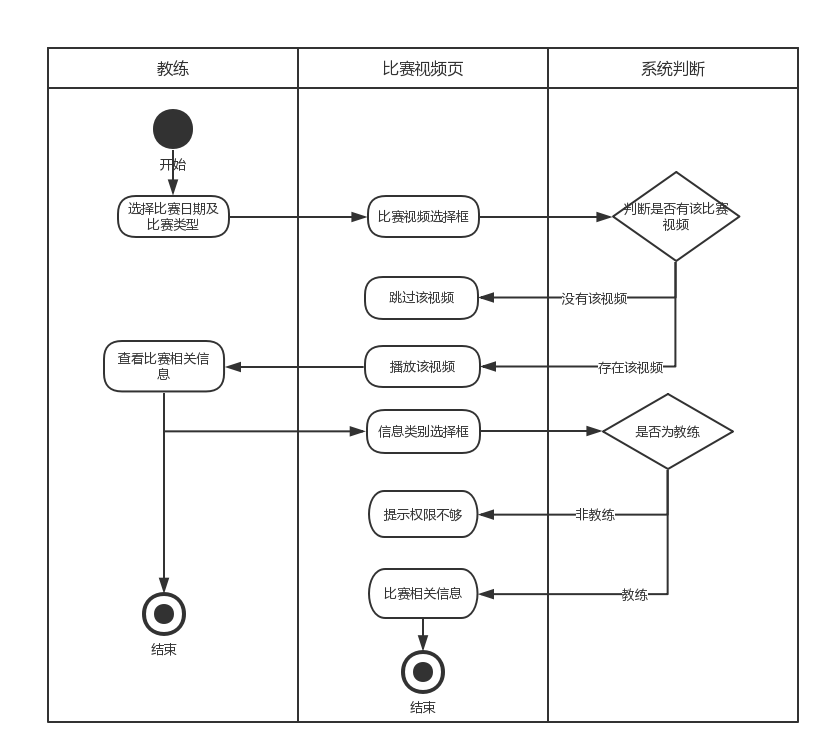 教练
比赛视频页
系统判断
开始
选择比赛日期及
比赛类型
比赛视频选择框
判断是否有该比赛
视频
跳过该视频
没有该视频
查看比赛相关信
息
播放该视频
存在该视频
信息类别选择框
是否为教练
提示权限不够
非教练
比赛相关信息
教练
结束
结束